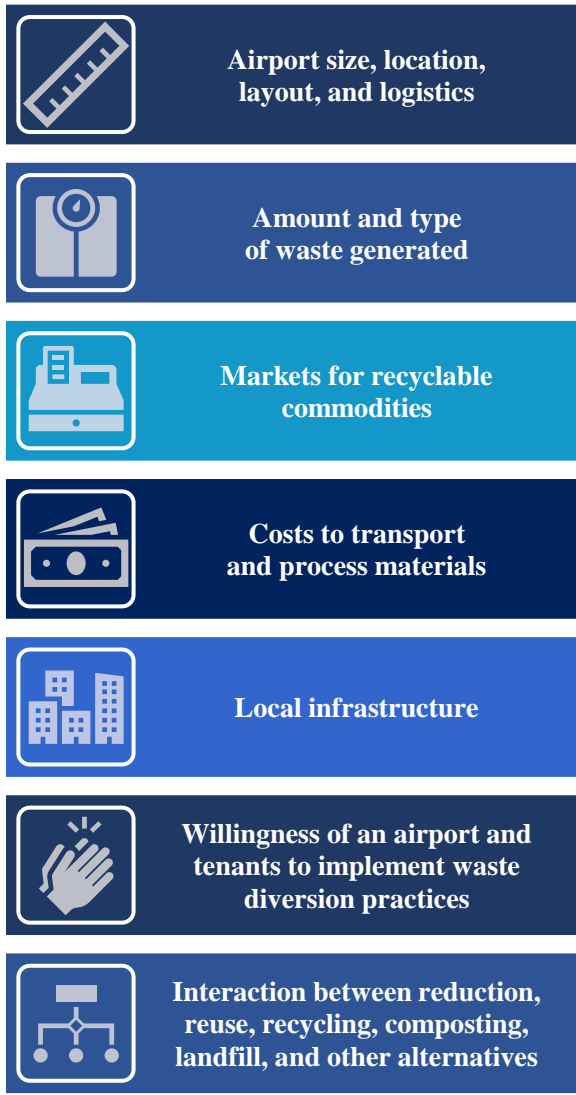 Airport size, location,
layout, and logistics
Amount and type
of waste generated
Markets for recyclable
commodities
Costs to transport
and process materials
Local infrastructure
Willingness of an airport and
tenants to implement waste
diversion practices
Interaction between reduction,
reuse, recycling, composting,
landfill, and other alternatives